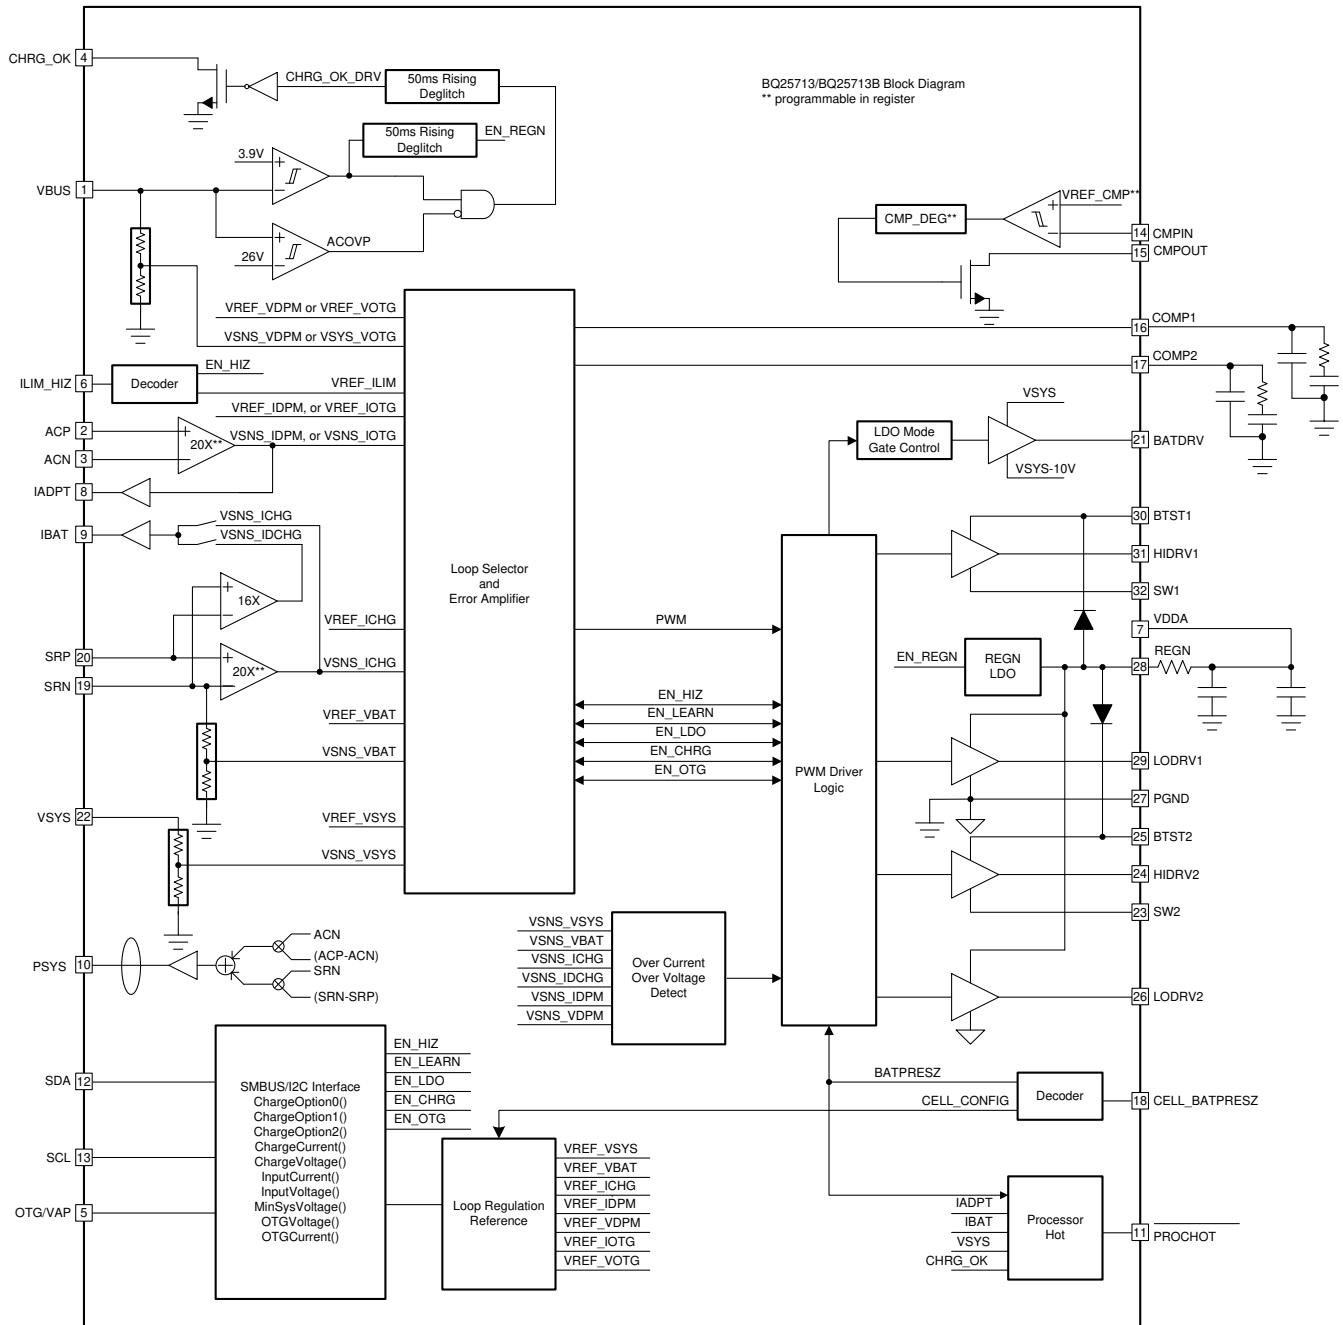 CHRG_OK
4
CHRG_OK_DRV
50ms Rising
Deglitch
BQ25713/BQ25713B Block Diagram
** programmable in register
50ms Rising
Deglitch
EN_REGN
3.9V
+
−
VBUS
1
+
−
26V
ACOVP
VREF_CMP**
+
−
CMP_DEG**
14
CMPIN
15
CMPOUT
VREF_VDPM or VREF_VOTG
VSNS_VDPM or VSYS_VOTG
16
COMP1
17
COMP2
ILIM_HIZ
6
Decoder
EN_HIZ
VREF_ILIM
VREF_IDPM, or VREF_IOTG
ACP
2
+
20X**
VSNS_IDPM, or VSNS_IOTG
ACN
3
−
IADPT
8
VSYS
LDO Mode
Gate Control
21
BATDRV
VSYS-10V
IBAT
9
VSNS_ICHG
VSNS_IDCHG
30
BTST1
31
HIDRV1
32
SW1
Loop Selector
and
Error Amplifier
+
16X
−
VREF_ICHG
PWM
7
VDDA
SRP
20
+
20X**
−
VSNS_ICHG
SRN
19
EN_REGN
REGN
LDO
28
REGN
EN_HIZ
EN_LEARN
EN_LDO
EN_CHRG
EN_OTG
VREF_VBAT
VSNS_VBAT
PWM Driver
Logic
29
LODRV1
27
PGND
VSYS
22
VREF_VSYS
VSNS_VSYS
25
BTST2
24
HIDRV2
23
SW2
VSNS_VSYS
VSNS_VBAT
VSNS_ICHG
VSNS_IDCHG
VSNS_IDPM
VSNS_VDPM
Over Current
Over Voltage
Detect
PSYS
10
ACN
(ACP-ACN)
SRN
(SRN-SRP)
26
LODRV2
SDA
12
SCL
13
OTG/VAP
5
SMBUS/I2C Interface
ChargeOption0()
ChargeOption1()
ChargeOption2()
ChargeCurrent()
ChargeVoltage()
InputCurrent()
InputVoltage()
MinSysVoltage()
OTGVoltage()
OTGCurrent()
EN_HIZ
EN_LEARN
EN_LDO
EN_CHRG
EN_OTG
BATPRESZ
CELL_CONFIG
Decoder
18
CELL_BATPRESZ
Loop Regulation
Reference
VREF_VSYS
VREF_VBAT
VREF_ICHG
VREF_IDPM
VREF_VDPM
VREF_IOTG
VREF_VOTG
IADPT
IBAT
VSYS
CHRG_OK
Processor
Hot
11
PROCHOT